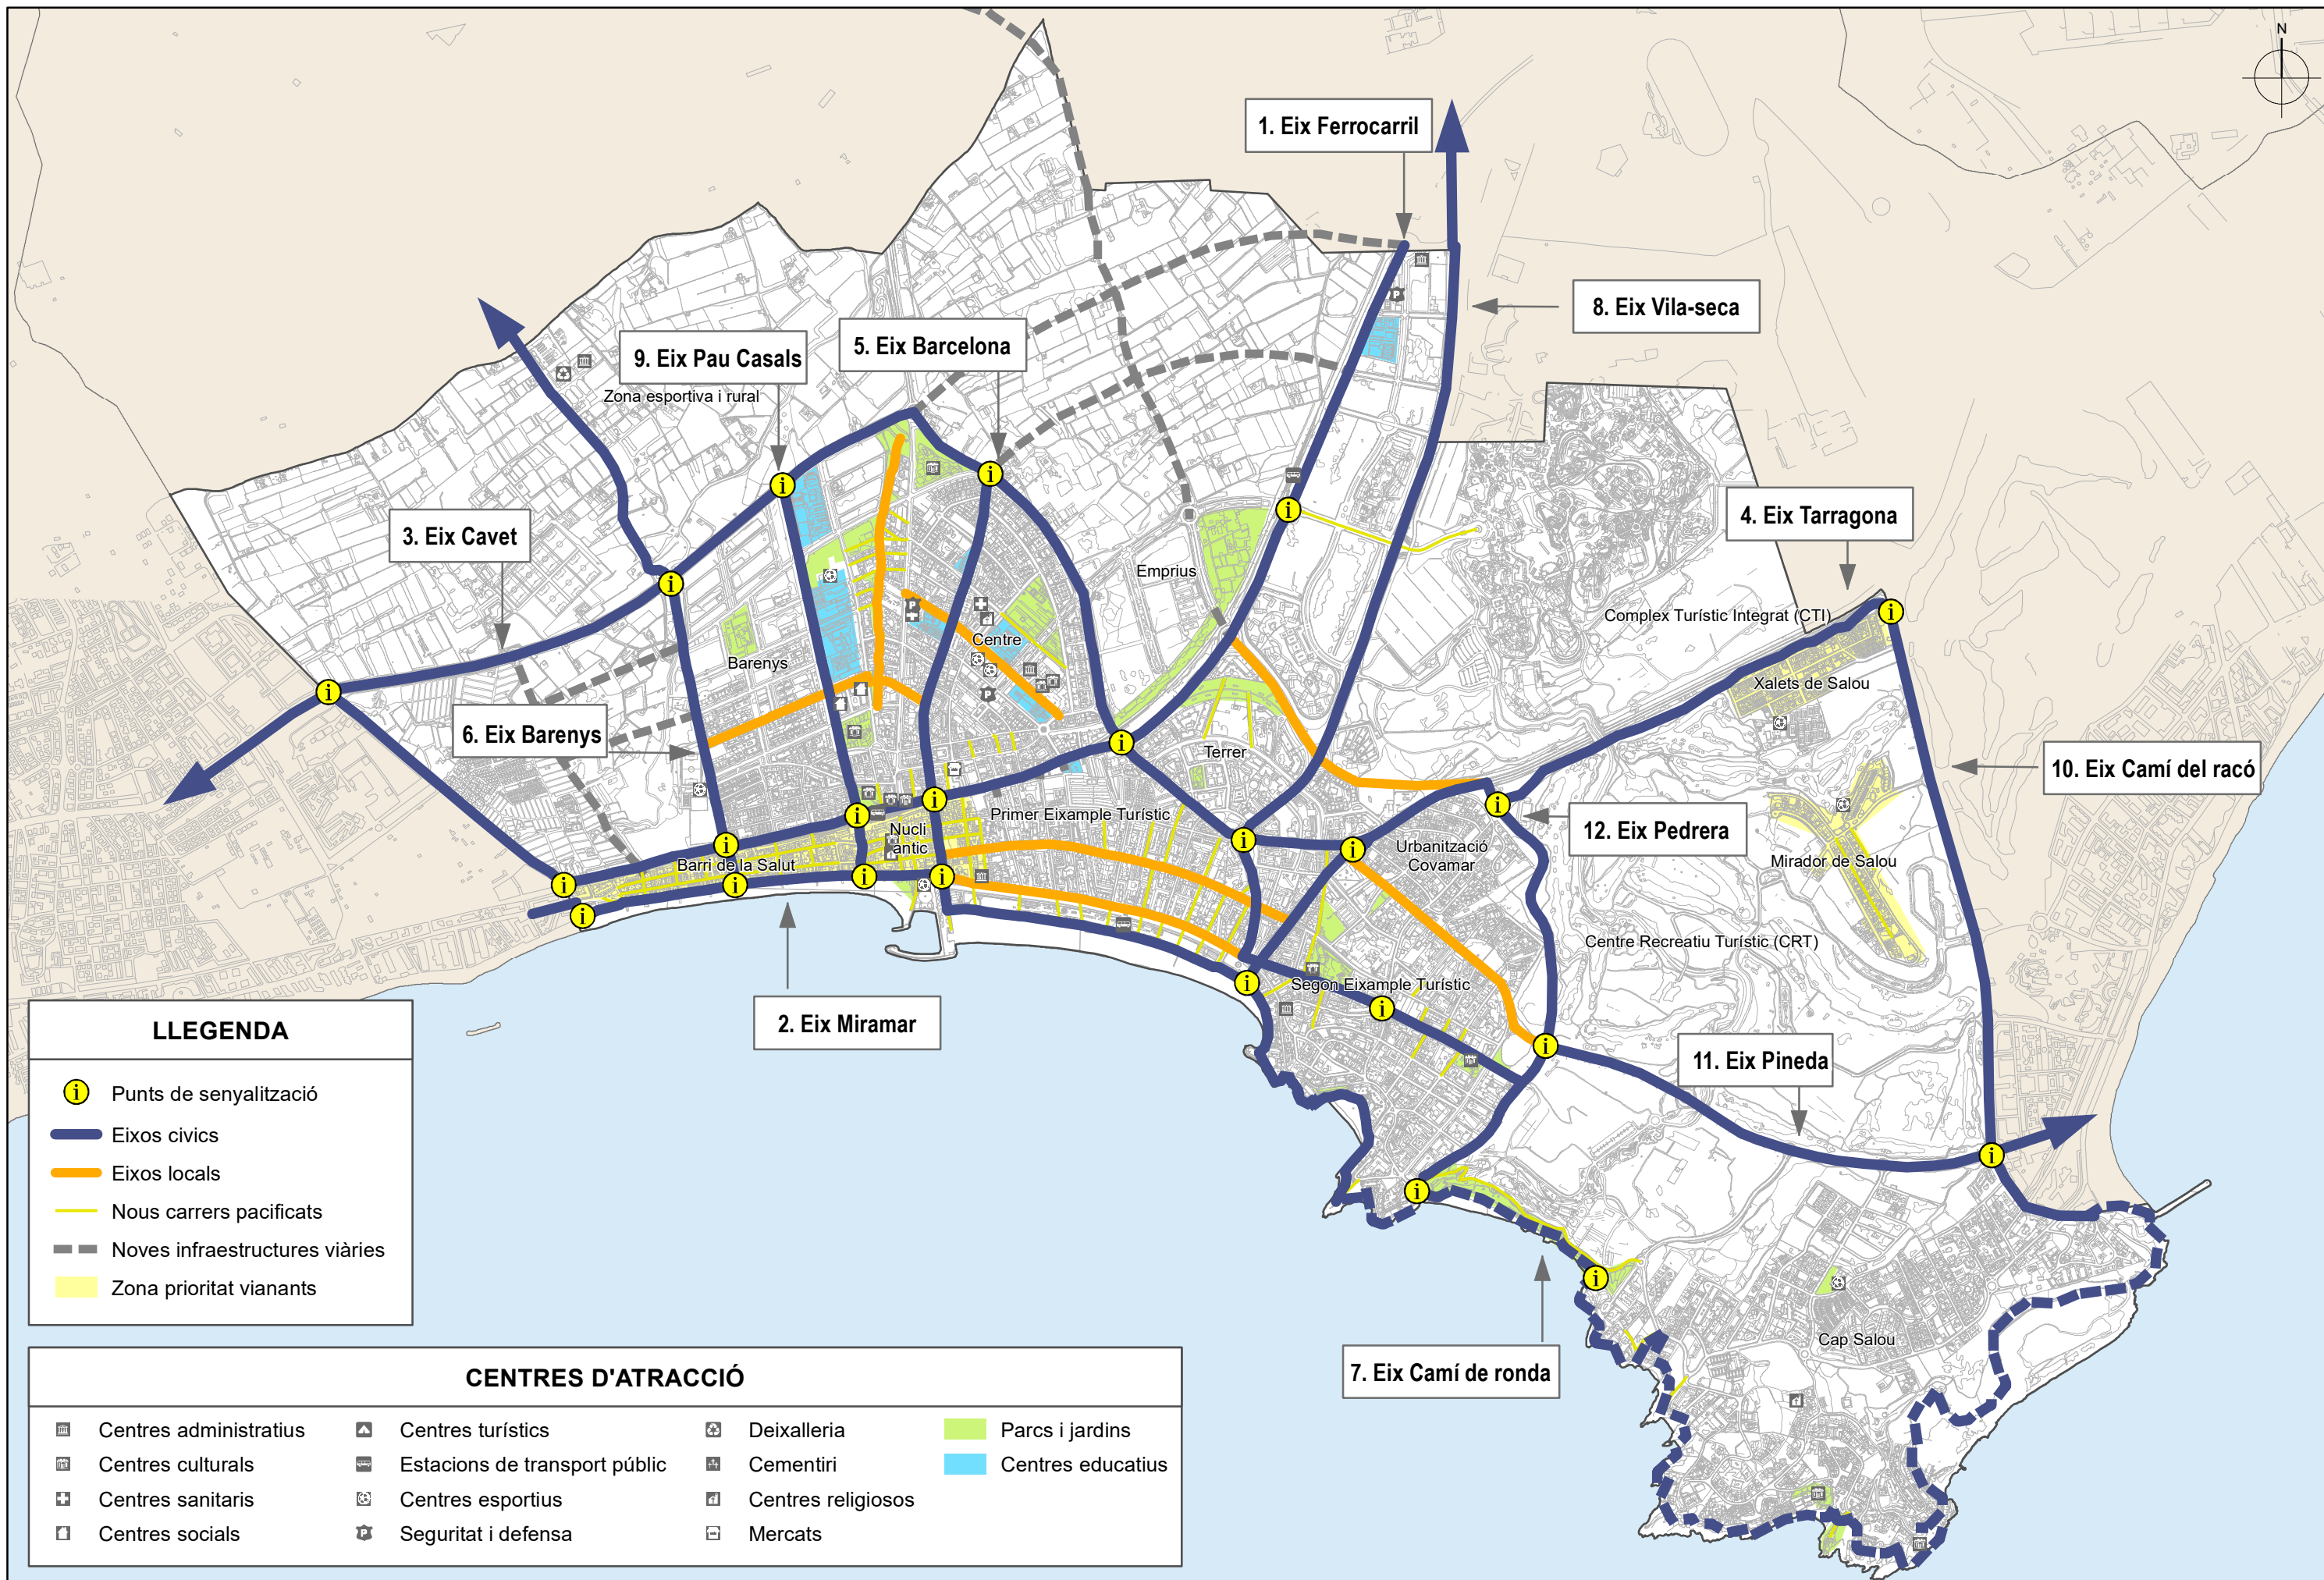 N
1. Eix Ferrocarril
8. Eix Vila-seca
5. Eix Barcelona
9. Eix Pau Casals
Zona esportiva i rural
4. Eix Tarragona
3. Eix Cavet
Emprius
Complex Turístic Integrat (CTI)
Centre
Barenys
Xalets de Salou
6. Eix Barenys
Terrer
10. Eix Camí del racó
Primer Eixample Turístic
12. Eix Pedrera
Nucli
antic
Urbanització
Covamar
Barri de la Salut
Mirador de Salou
Centre Recreatiu Turístic (CRT)
Segon Eixample Turístic
2. Eix Miramar
11. Eix Pineda
7. Eix Camí de ronda
Cap Salou
LLEGENDA
i Punts de senyalització
Eixos civics
Eixos locals
Nous carrers pacificats
Noves infraestructures viàries
Zona prioritat vianants
CENTRES D'ATRACCIÓ
Centres administratius
Centres culturals
Centres sanitaris
Centres socials
Centres turístics
Estacions de transport públic
Centres esportius
Seguritat i defensa
Deixalleria
Cementiri
Centres religiosos
Mercats
Parcs i jardins
Centres educatius